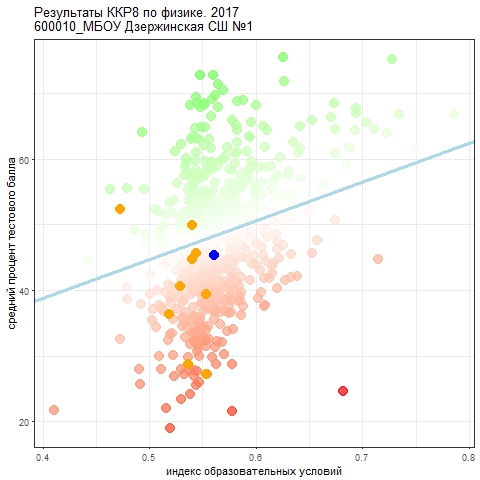 Результаты ККР8 по физике. 2017
600010_МБОУ Дзержинская СШ №1
средний процент тестового балла
60
40
20
0.4 0.5 0.6 0.7 0.8
индекс образовательных условий